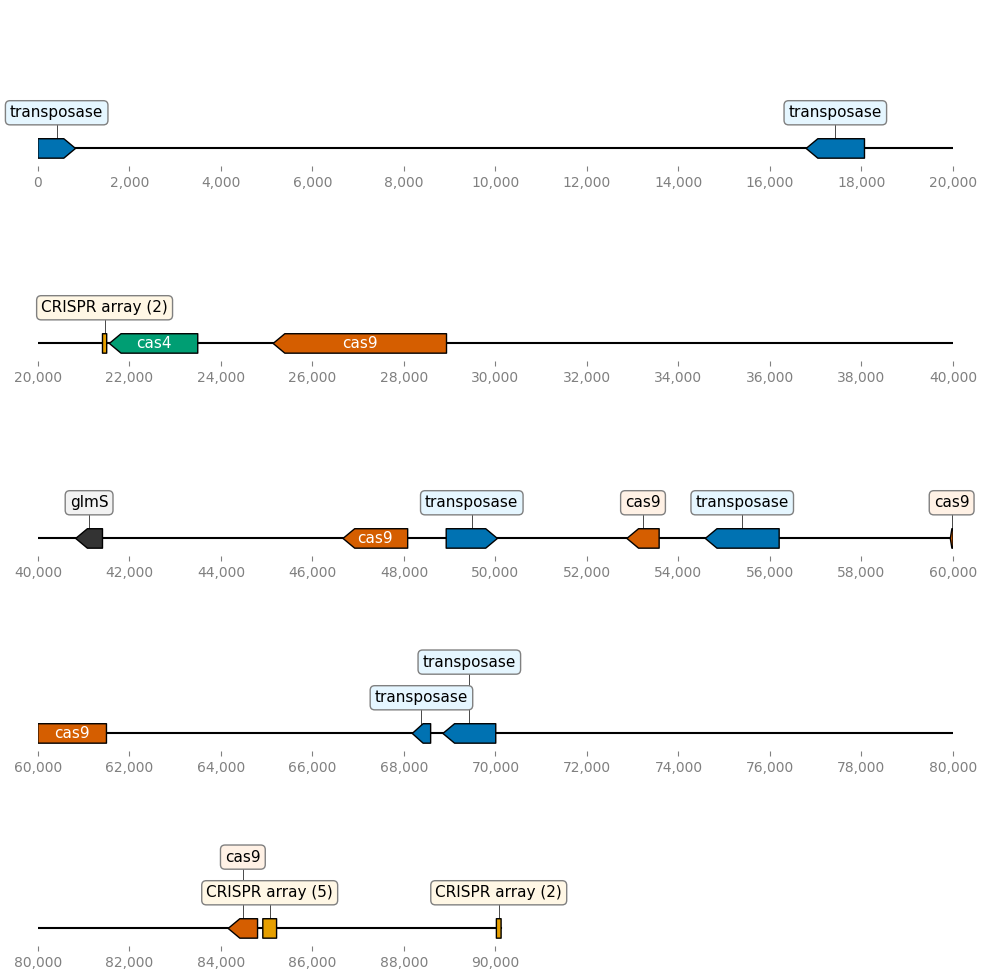 transposase transposase
0 2,000 4,000 6,000 8,000 10,000 12,000 14,000 16,000 18,000 20,000
CRISPR array (2)
cas4 cas9
20,000 22,000 24,000 26,000 28,000 30,000 32,000 34,000 36,000 38,000 40,000
glmS transposase cas9 transposase cas9
cas9
40,000 42,000 44,000 46,000 48,000 50,000 52,000 54,000 56,000 58,000 60,000
transposase
transposase
cas9
60,000 62,000 64,000 66,000 68,000 70,000 72,000 74,000 76,000 78,000 80,000
cas9
CRISPR array (5) CRISPR array (2)
80,000 82,000 84,000 86,000 88,000 90,000